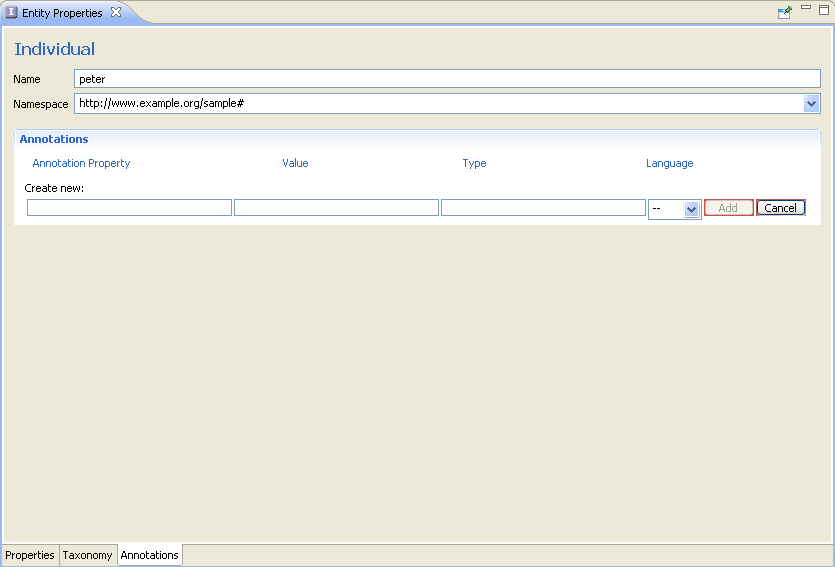 Entity Properties
Individual
Name peter
Namespace http://www.example.org/sample#
Annotations
Annotation Property Value Type Language
Create new:
-- Add Cancel
Properties Taxonomy Annotations